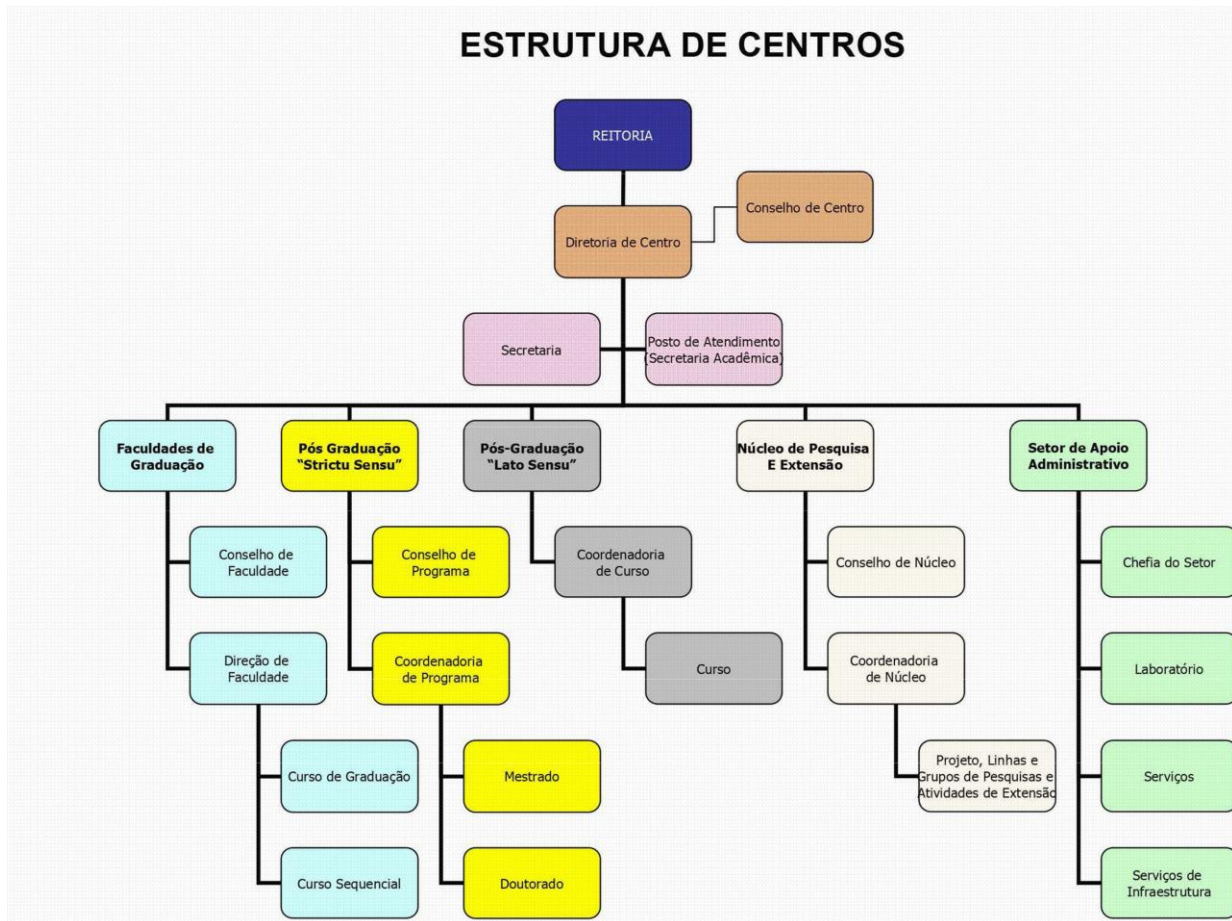 ESTRUTURA DE CENTROS
REITORIA
Conselho de Centro
Diretoria de Centro
Secretaria
Posto de Atendimento
(Secretaria Acadêmica)
Faculdades de
Graduação
Pós Graduação
“Strictu Sensu”
Pós-Graduação
“Lato Sensu”
Núcleo de Pesquisa
E Extensão
Setor de Apoio
Administrativo
Conselho de
Faculdade
Conselho de
Programa
Coordenadoria
de Curso
Conselho de Núcleo
Chefia do Setor
Direção de
Faculdade
Coordenadoria
de Programa
Curso
Coordenadoria
de Núcleo
Laboratório
Curso de Graduação
Mestrado
Projeto, Linhas e
Grupos de Pesquisas e
Atividades de Extensão
Serviços
Curso Sequencial
Doutorado
Serviços de
Infraestrutura